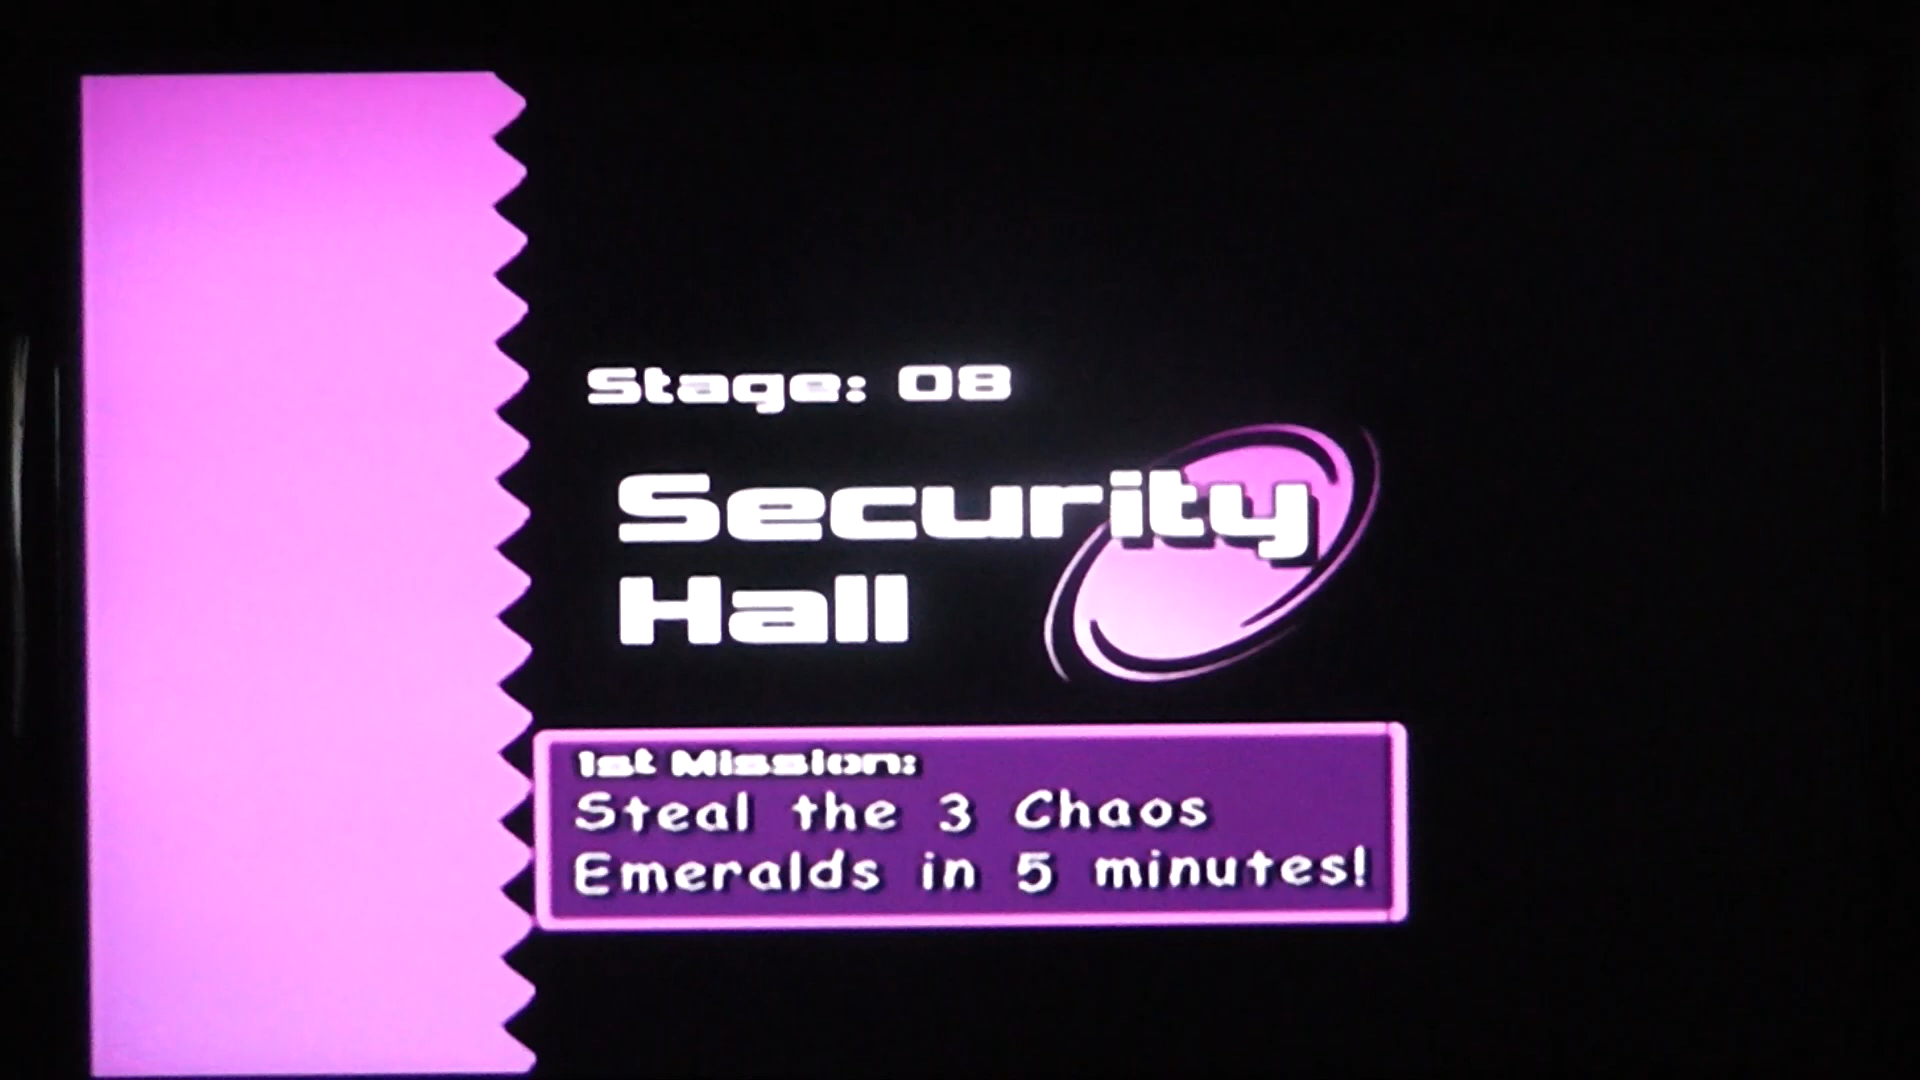 Stage: 08
Security
Hall
1st Mission:
Steal the 3 Chaos
Emeralds in 5 minutes!